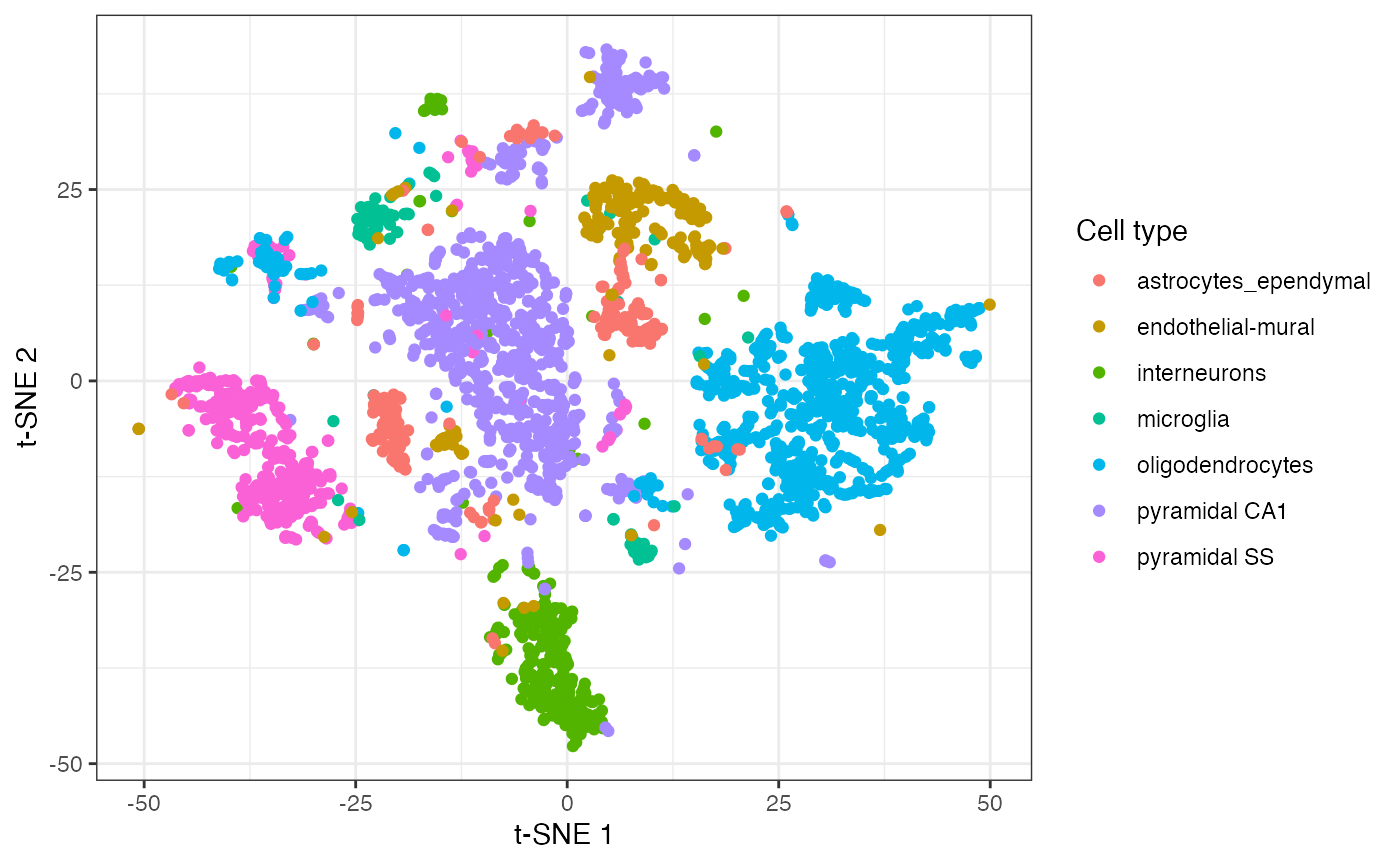 25
0
-25
-50
t-SNE 2
-50
-25
0
25
50
t-SNE 1
Cell type
astrocytes_ependymal
endothelial-mural
interneurons
microglia
oligodendrocytes
pyramidal CA1
pyramidal SS